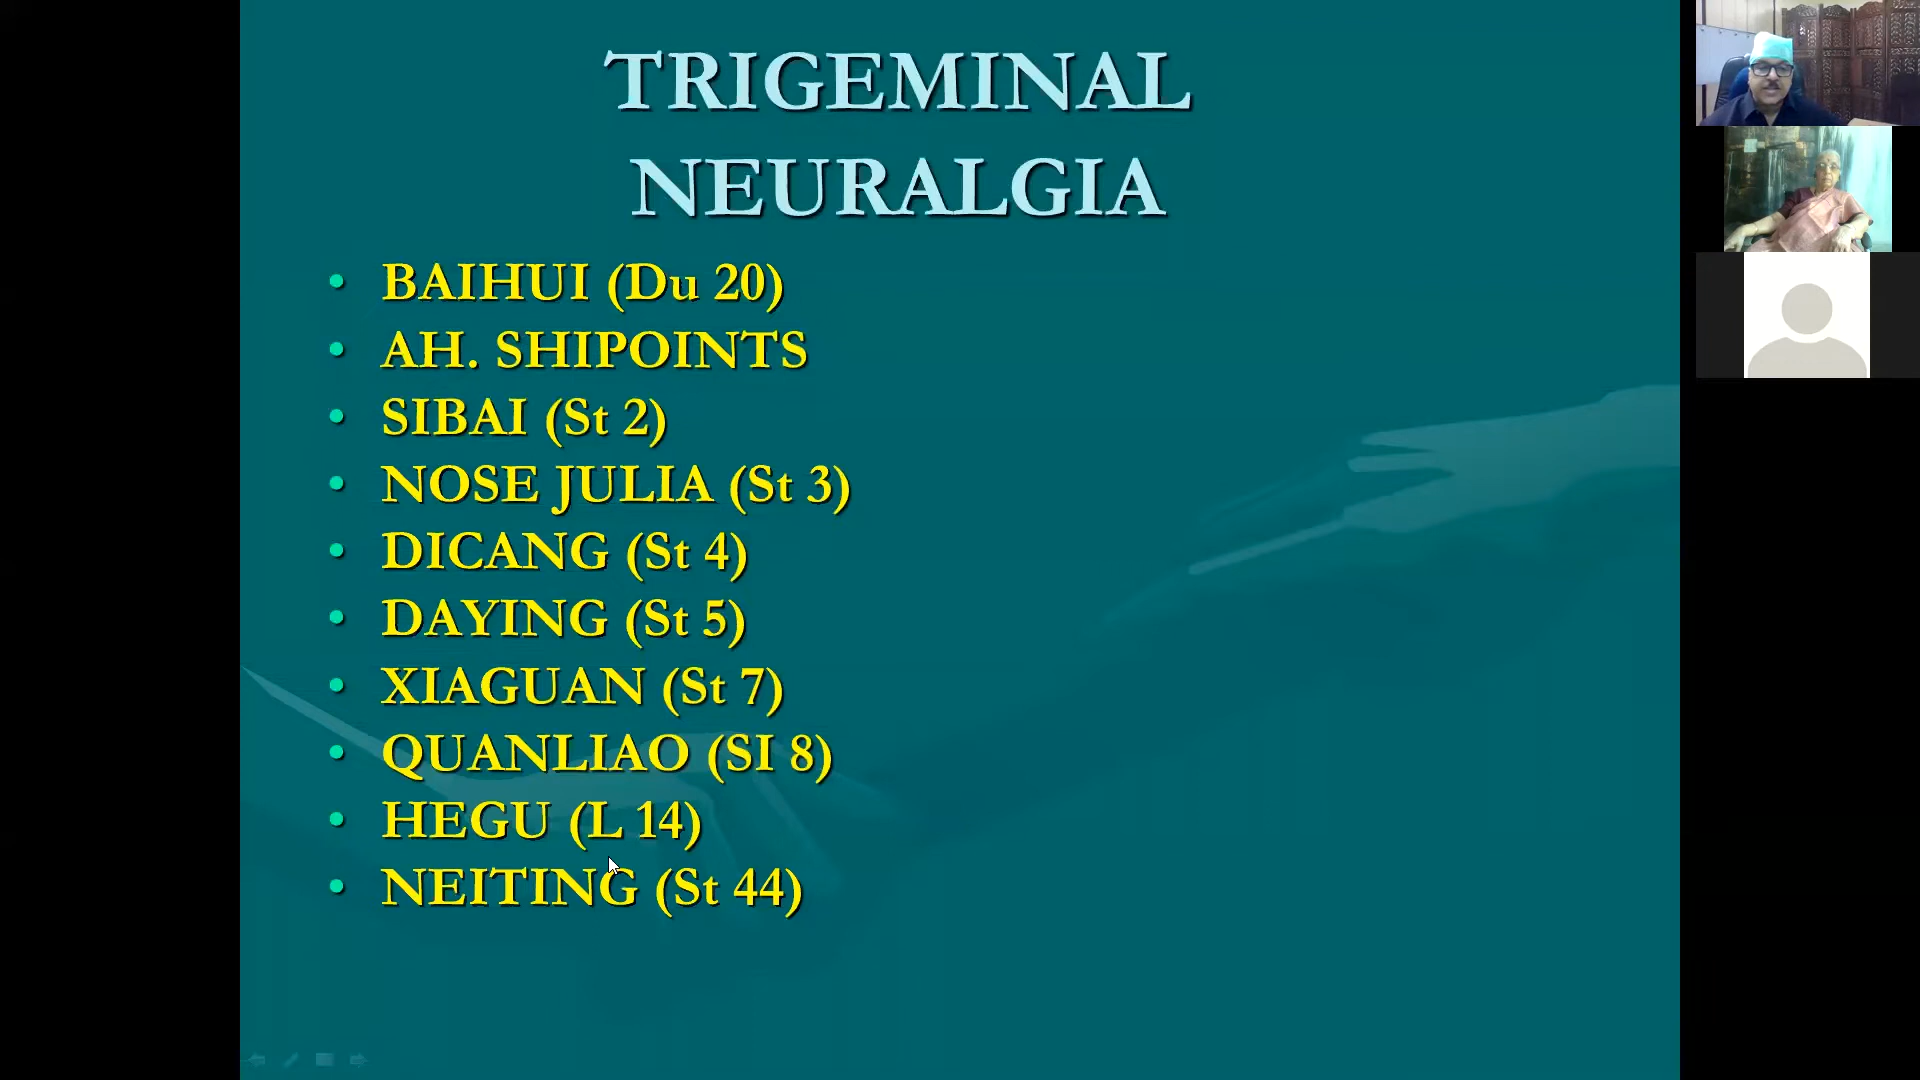 TRIGEMINAL
NEURALGIA
• BAIHUI (Du 20)
• AH. SHIPOINTS
• SIBAI (St 2)
• NOSE JULIA (St 3)
• DICANG (St 4)
• DAYING (St 5)
• XIAGUAN (St 7)
• QUANLIAO (SI 8)
• HEGU (L 14)
• NEITING (St 44)